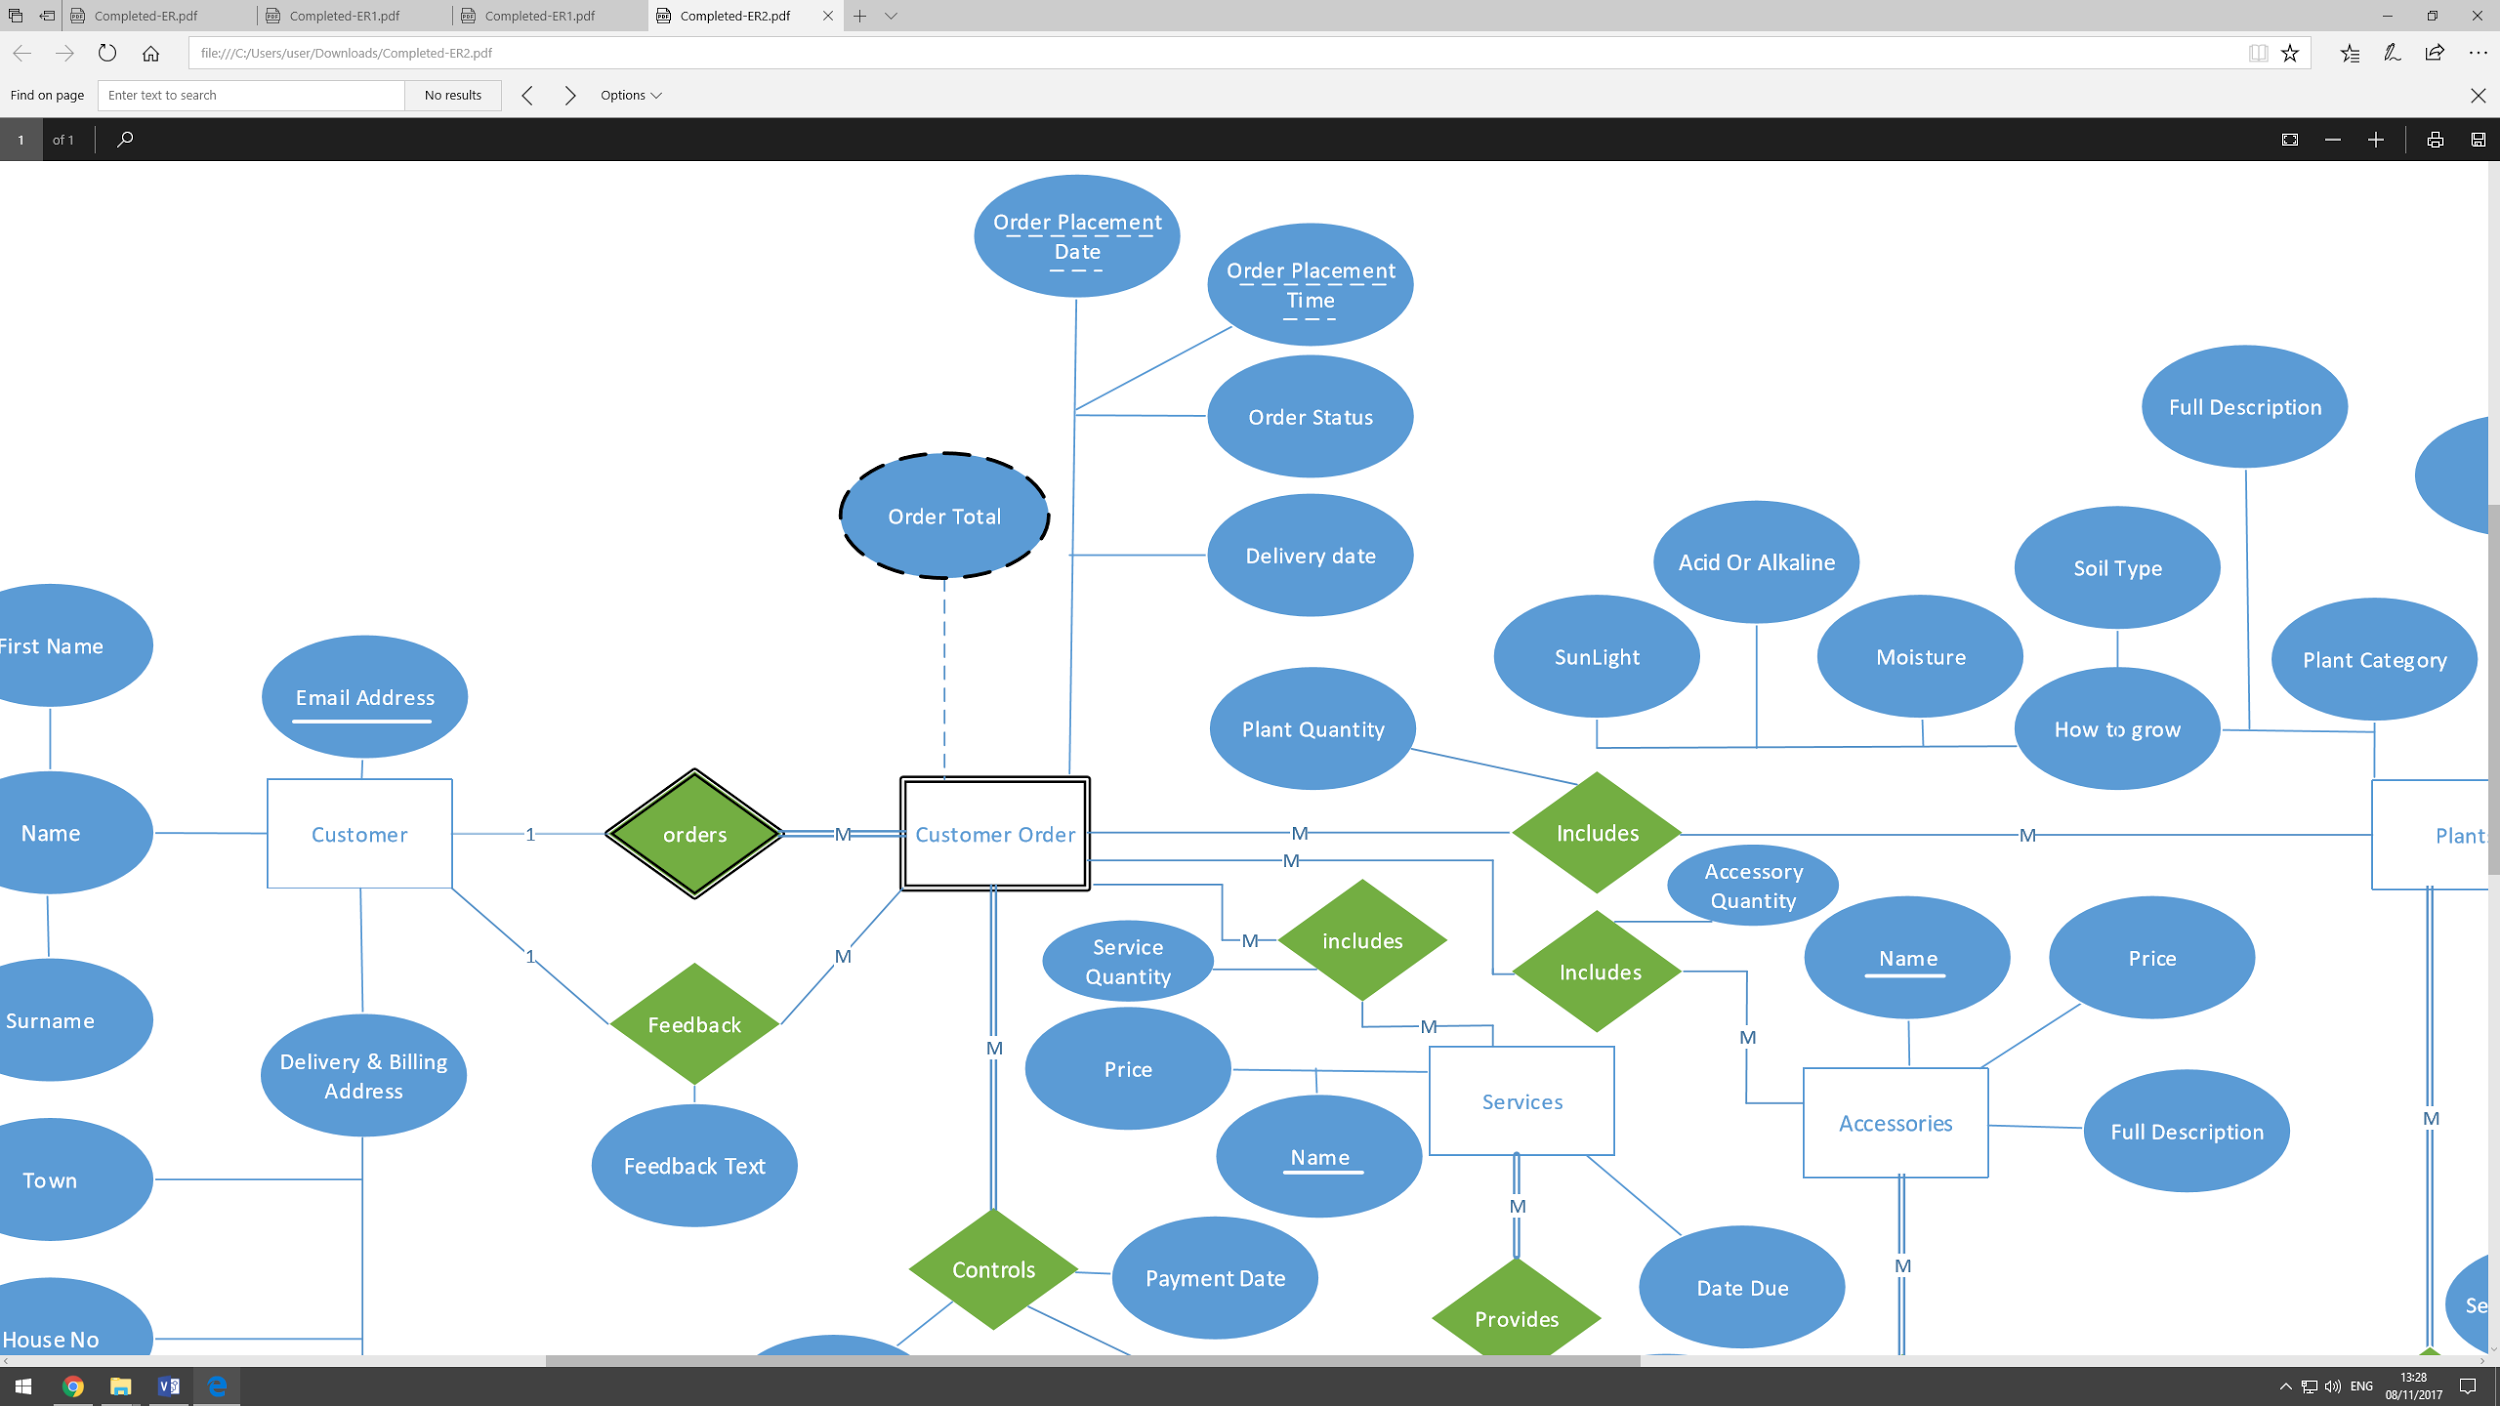 Completed-ER.pdf
Completed-ER1.pdf
Completed-ER1.pdf
Completed-ER2.pdf
file:///C:/Users/user/Downloads/Completed-ER2.pdf
Find on page
Enter text to search
No results
Options
1
of 1
Order Placement
Date
Order Placement
Time
Order Status
Full Description
Order Total
Delivery date
Acid Or Alkaline
Soil Type
First Name
SunLight
Moisture
Plant Category
Email Address
Plant Quantity
How to grow
Name
Customer
1
orders
M
Customer Order
M
Includes
M
Plant
M
Accessory
Quantity
1
M
Service
Quantity
M
includes
Includes
Name
Price
Surname
Feedback
M
M
M
Delivery & Billing
Address
Price
Services
Accessories
Full Description
M
Town
Feedback Text
Name
M
Controls
Payment Date
M
Date Due
Provides
House No
Se
ENG
13:28
08/11/2017